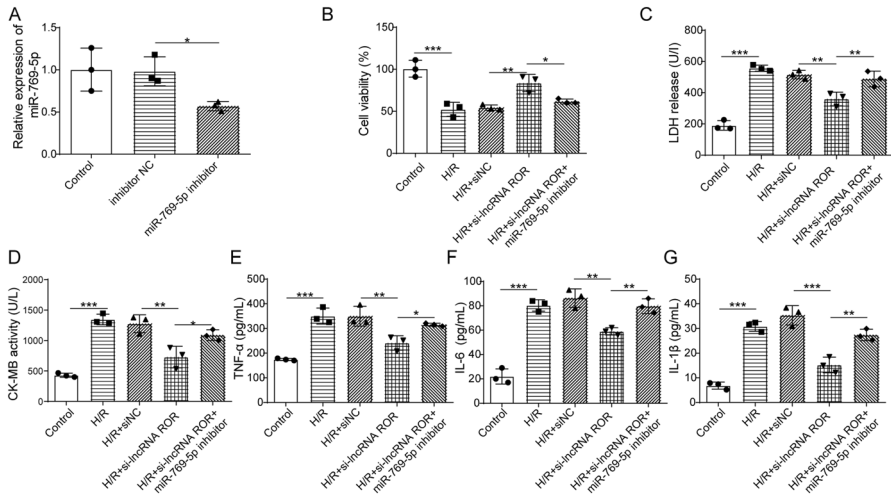 A
Relative expression of
miR-769-5p
1.5
1.0
0.5
0.0
*
Control
inhibitor NC
miR-769-5p inhibitor
B
Cell viability (%)
150
100
50
0
***
**
*
Control
H/R
H/R+siNC
H/R+si-lncRNA ROR
H/R+si-lncRNA ROR+
miR-769-5p inhibitor
C
LDH release (U/l)
800
600
400
200
0
***
**
**
Control
H/R
H/R+siNC
H/R+si-lncRNA ROR
H/R+si-lncRNA ROR+
miR-769-5p inhibitor
D
CK-MB activity (U/L)
2000
1500
1000
500
0
***
**
*
Control
H/R
H/R+siNC
H/R+si-lncRNA ROR
H/R+si-lncRNA ROR+
miR-769-5p inhibitor
E
TNF-α (pg/mL)
500
400
300
200
100
0
***
**
*
Control
H/R
H/R+siNC
H/R+si-lncRNA ROR
H/R+si-lncRNA ROR+
miR-769-5p inhibitor
F
IL-6 (pg/mL)
100
80
60
40
20
0
***
**
**
Control
H/R
H/R+siNC
H/R+si-lncRNA ROR
H/R+si-lncRNA ROR+
miR-769-5p inhibitor
G
IL-1β (pg/mL)
50
40
30
20
10
0
***
***
**
Control
H/R
H/R+siNC
H/R+si-lncRNA ROR
H/R+si-lncRNA ROR+
miR-769-5p inhibitor